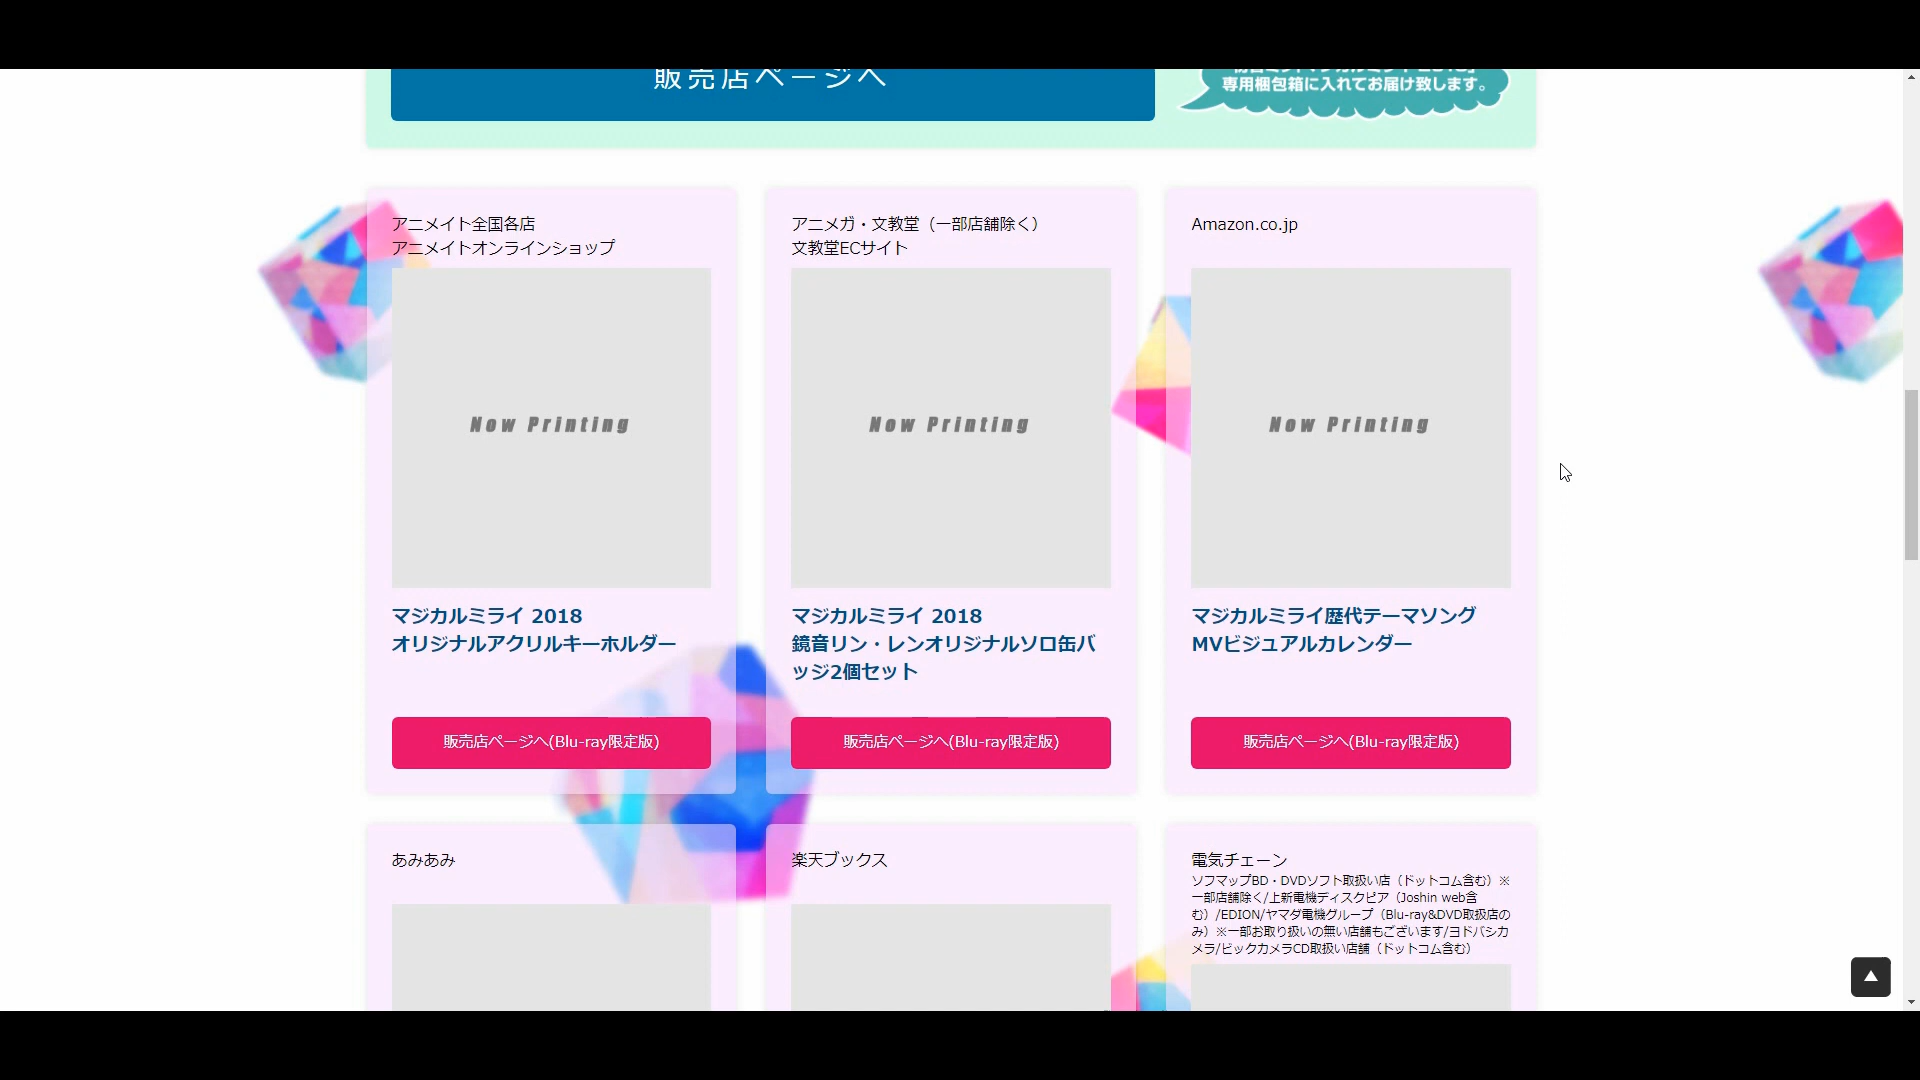 販売店ページへ
専用梱包箱に入れてお届け致します。
アニメイト全国各店
アニメイトオンラインショップ
Now Printing
マジカルミライ 2018
オリジナルアクリルキーホルダー
販売店ページへ(Blu-ray限定版)
アニメガ・文教堂（一部店舗除く）
文教堂ECサイト
Now Printing
マジカルミライ 2018
鏡音リン・レンオリジナルソロ缶バ
ッジ2個セット
販売店ページへ(Blu-ray限定版)
Amazon.co.jp
Now Printing
マジカルミライ歴代テーマソング
MVビジュアルカレンダー
販売店ページへ(Blu-ray限定版)
あみあみ
楽天ブックス
電気チェーン
ソフマップBD・DVDソフト取扱い店（ドットコム含む）※
一部店舗除く/上新電機ディスクピア（Joshin web含
む）/EDION/ヤマダ電機グループ（Blu-ray&DVD取扱店の
み）※一部お取り扱いの無い店舗もございます/ヨドバシカ
メラ/ビックカメラCD取扱い店舗（ドットコム含む）